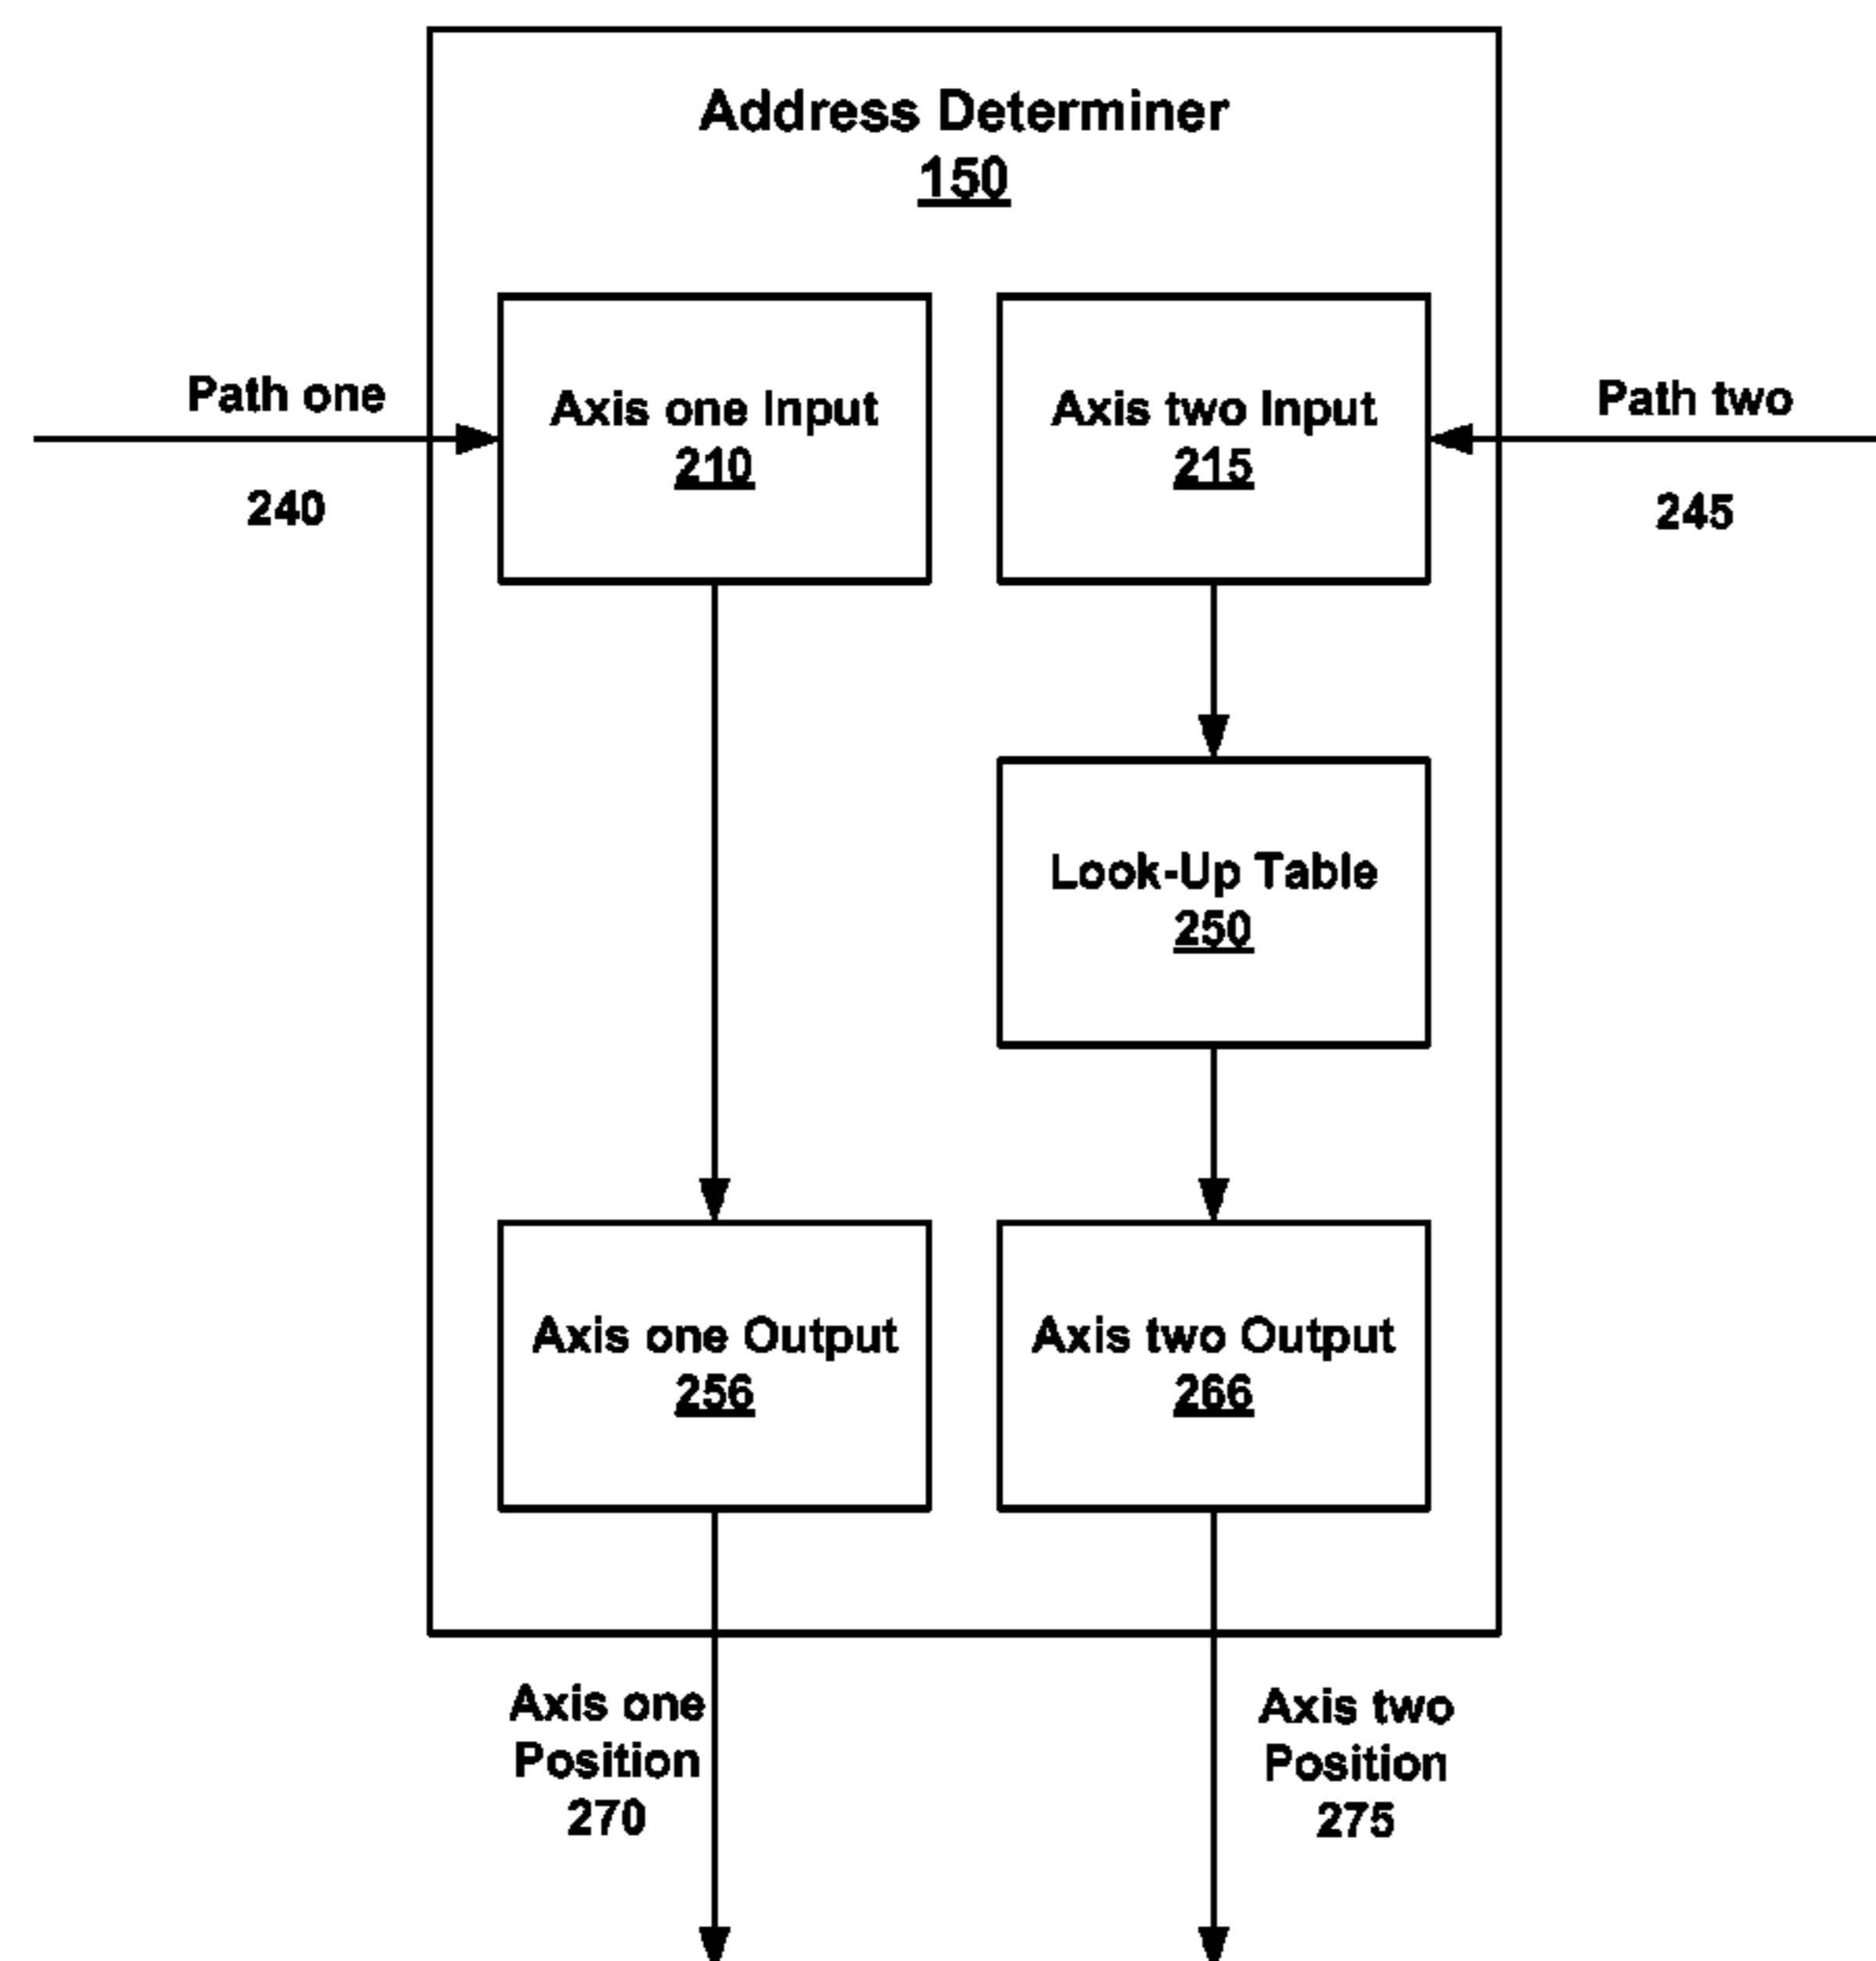 Address Determiner
150
Path one
240
Axis one Input
210
Axis two Input
215
Path two
245
Look-Up Table
250
Axis one Output
256
Axis two Output
266
Axis one
Position
270
Axis two
Position
275